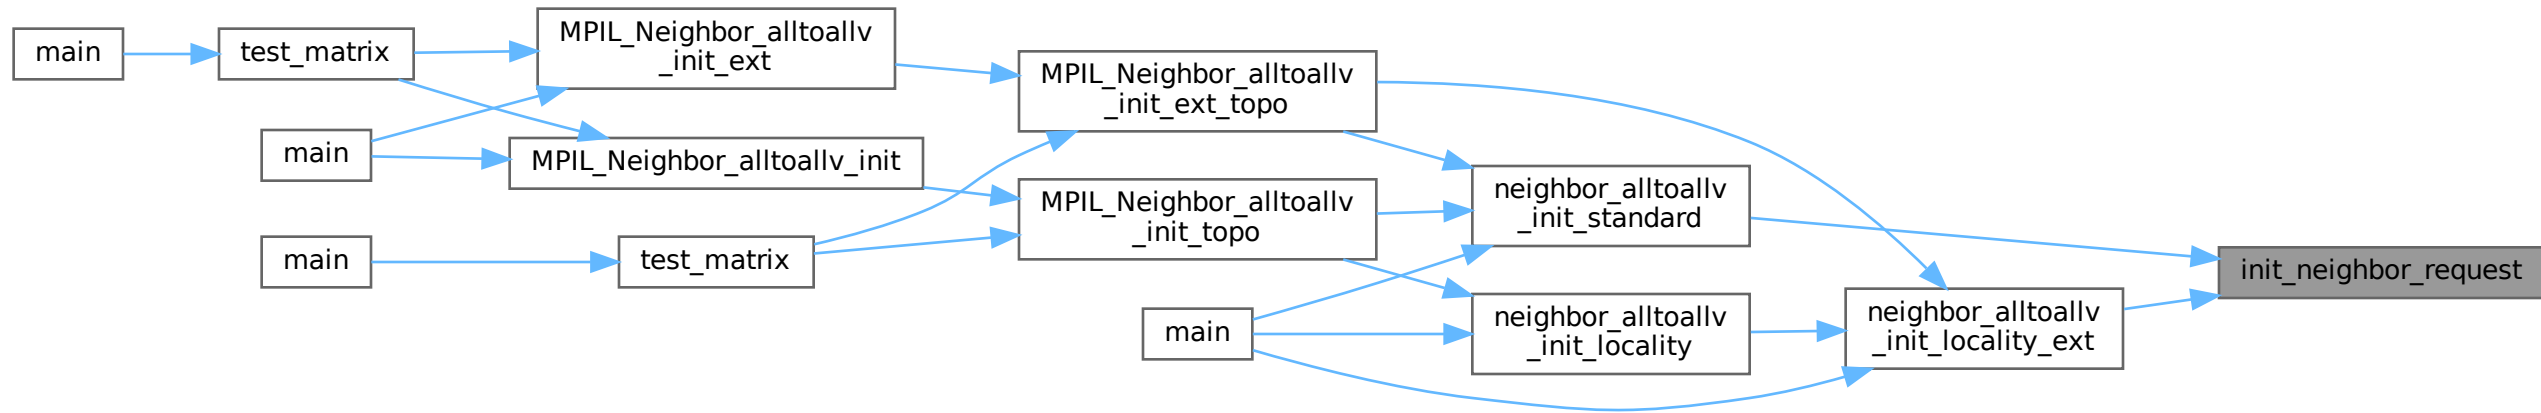 main
test_matrix
MPIL_Neighbor_alltoallv
_init_ext
main
MPIL_Neighbor_alltoallv_init
main
test_matrix
MPIL_Neighbor_alltoallv
_init_ext_topo
MPIL_Neighbor_alltoallv
_init_topo
main
neighbor_alltoallv
_init_standard
neighbor_alltoallv
_init_locality
neighbor_alltoallv
_init_locality_ext
init_neighbor_request